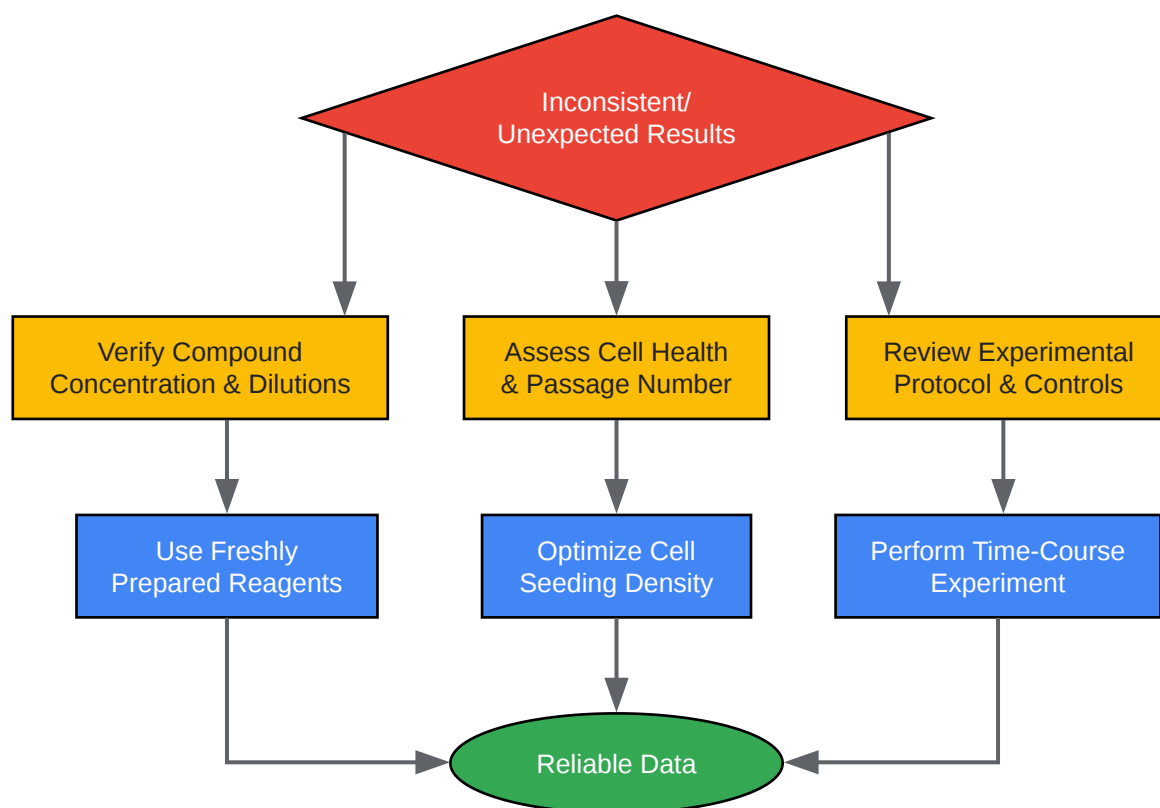 Inconsistent/
Unexpected Results
Verify Compound
Concentration & Dilutions
Assess Cell Health
& Passage Number
Review Experimental
Protocol & Controls
Use Freshly
Prepared Reagents
Optimize Cell
Seeding Density
Perform Time-Course
Experiment
Reliable Data